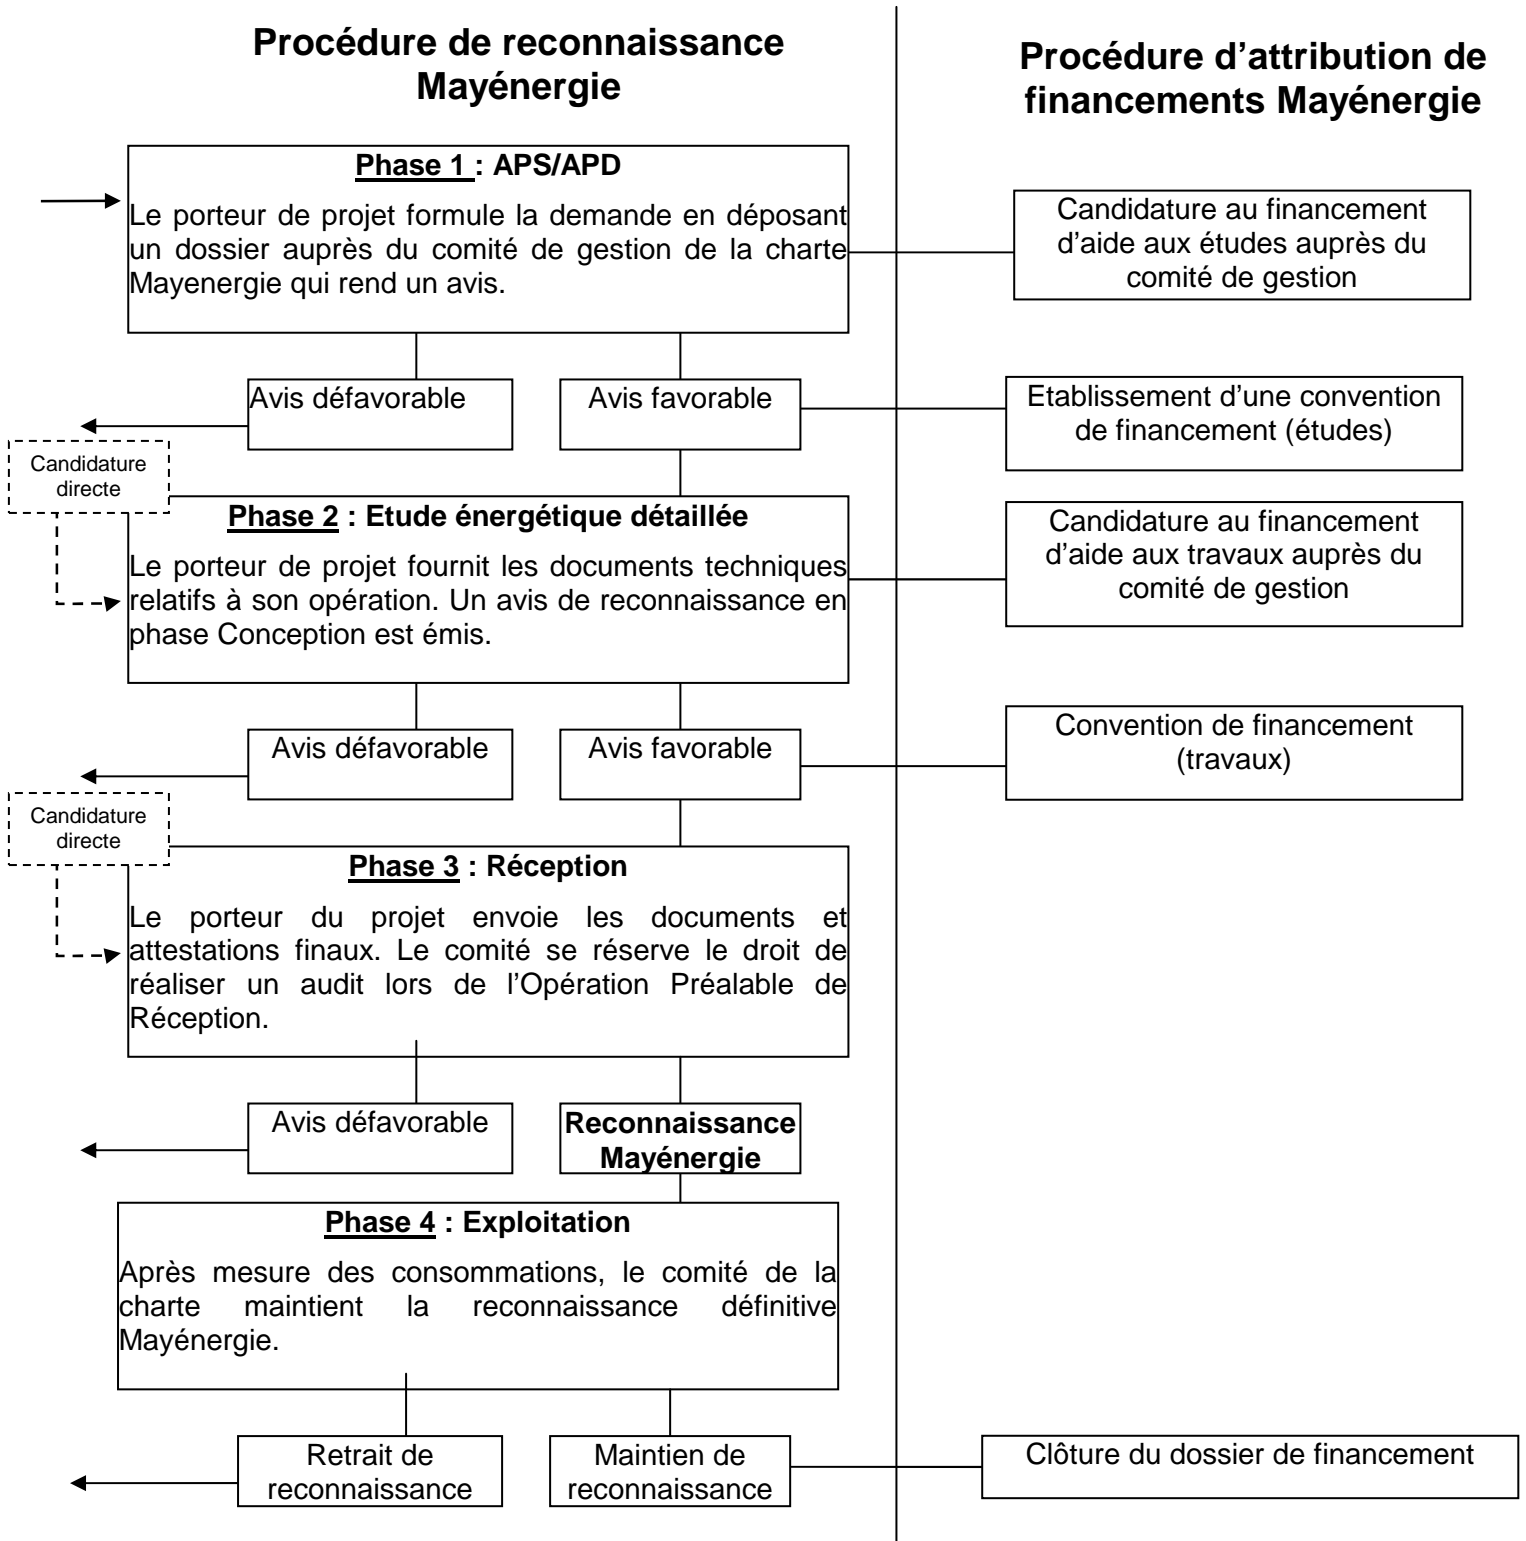 Procédure de reconnaissance
Mayénergie
Procédure d’attribution de
financements Mayénergie
Phase 1 : APS/APD
Le porteur de projet formule la demande en déposant
un dossier auprès du comité de gestion de la charte
Mayenergie qui rend un avis.
Candidature au financement
d’aide aux études auprès du
comité de gestion
Avis défavorable
Avis favorable
Etablissement d’une convention
de financement (études)
Candidature
directe
Phase 2 : Etude énergétique détaillée
Le porteur de projet fournit les documents techniques
relatifs à son opération. Un avis de reconnaissance en
phase Conception est émis.
Candidature au financement
d’aide aux travaux auprès du
comité de gestion
Avis défavorable
Avis favorable
Convention de financement
(travaux)
Candidature
directe
Phase 3 : Réception
Le porteur du projet envoie les documents et
attestations finaux. Le comité se réserve le droit de
réaliser un audit lors de l’Opération Préalable de
Réception.
Avis défavorable
Reconnaissance
Mayénergie
Phase 4 : Exploitation
Après mesure des consommations, le comité de la
charte maintient la reconnaissance définitive
Mayénergie.
Retrait de
reconnaissance
Maintien de
reconnaissance
Clôture du dossier de financement